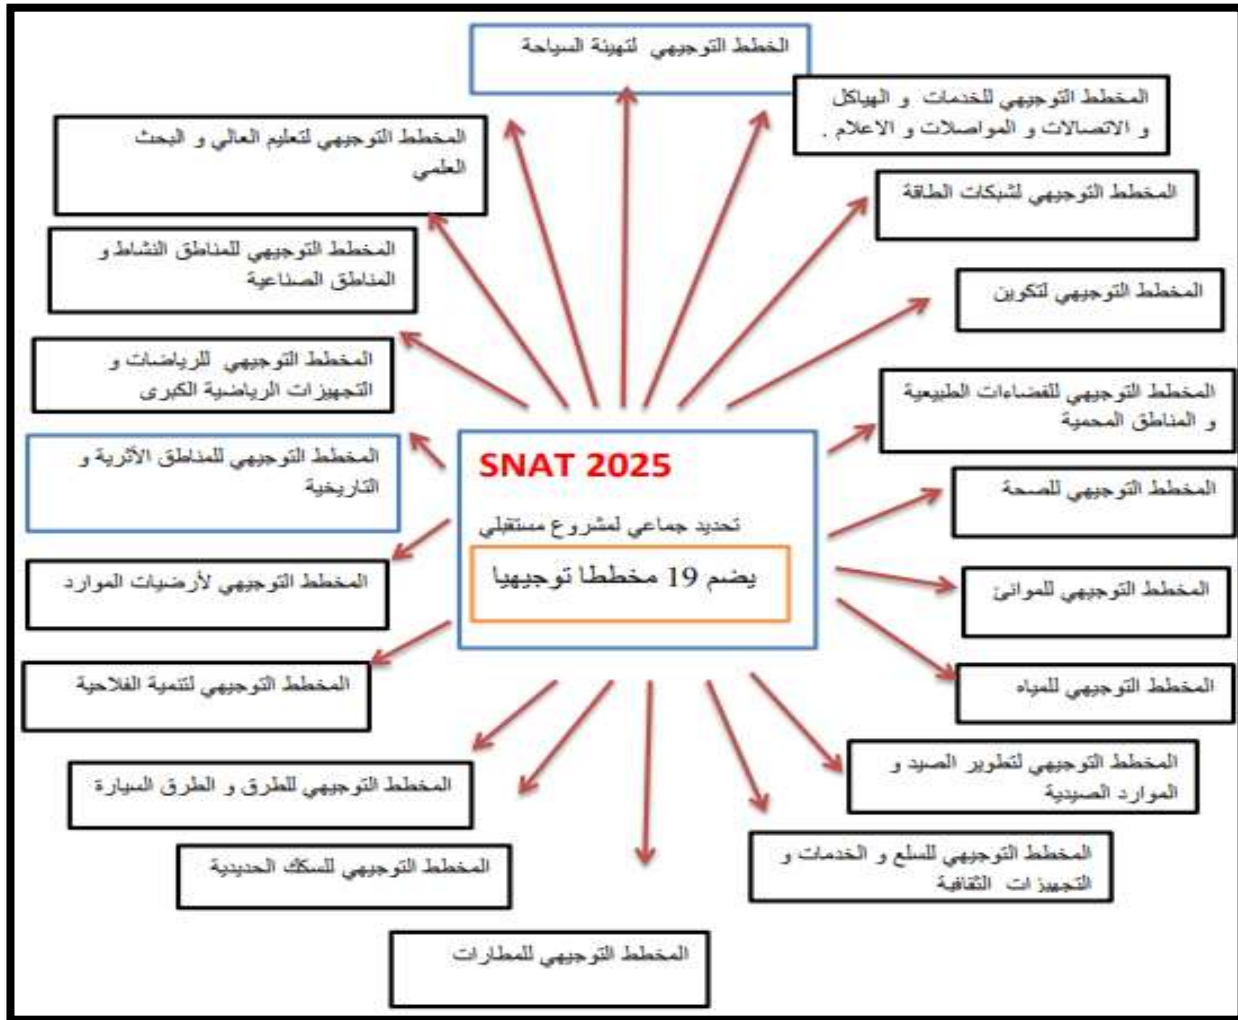 الخطط التوجيهي لتهيئة السياحة
المخطط التوجيهي للخدمات و الهياكل
و الاتصالات و المواصلات و الاعلام .
المخطط التوجيهي لتعليم العالي و البحث
العلمي
المخطط التوجيهي لشبكات الطاقة
المخطط التوجيهي للمناطق النشاط و
المناطق الصناعية
المخطط التوجيهي لتكوين
المخطط التوجيهي للرياضات و
التجهيزات الرياضية الكبرى
المخطط التوجيهي للفضاءات الطبيعية
و المناطق المحمية
المخطط التوجيهي للمناطق الأثرية و
التاريخية
SNAT 2025
تحديد جماعي لمشروع مستقبلي
يضم 19 مخططا توجيهيا
المخطط التوجيهي للصحة
المخطط التوجيهي لأرضيات الموارد
المخطط التوجيهي للموانئ
المخطط التوجيهي لتنمية الفلاحية
المخطط التوجيهي للمياه
المخطط التوجيهي للطرق و الطرق السيارة
المخطط التوجيهي لتطوير الصيد و
الموارد الصيدية
المخطط التوجيهي للسكك الحديدية
المخطط التوجيهي للسلع و الخدمات و
التجهيزات الثقافية
المخطط التوجيهي للمطارات